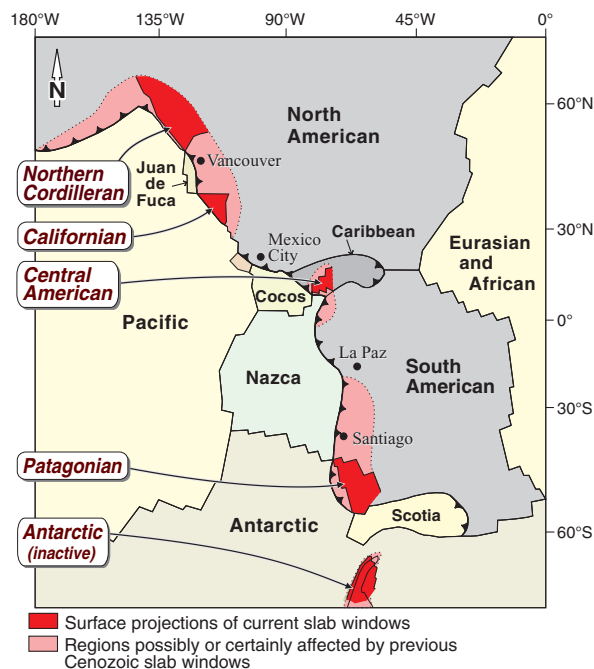 180°W
135°W
90°W
45°W
0°
N
60°N
30°N
0°
30°S
60°S
North
American
Vancouver
Northern
Cordilleran
Juan
de
Fuca
Californian
Mexico
City
Caribbean
Eurasian
and
African
Central
American
Cocos
Pacific
La Paz
Nazca
South
American
Santiago
Patagonian
Antarctic
Scotia
Antarctic
(inactive)
Surface projections of current slab windows
Regions possibly or certainly affected by previous
Cenozoic slab windows